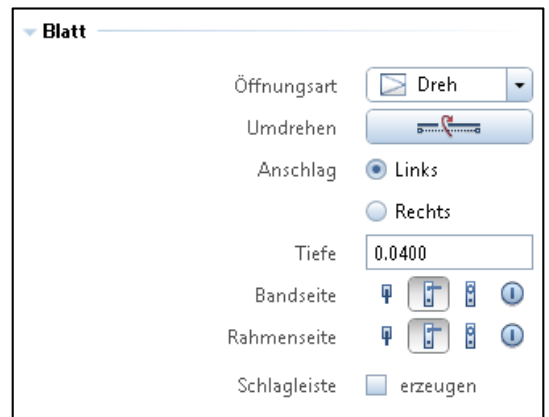 Blatt
Öffnungsart Dreh
Umdrehen
Anschlag Links
Rechts
Tiefe 0.0400
Bandseite
Rahmenseite
Schlagleiste erzeugen